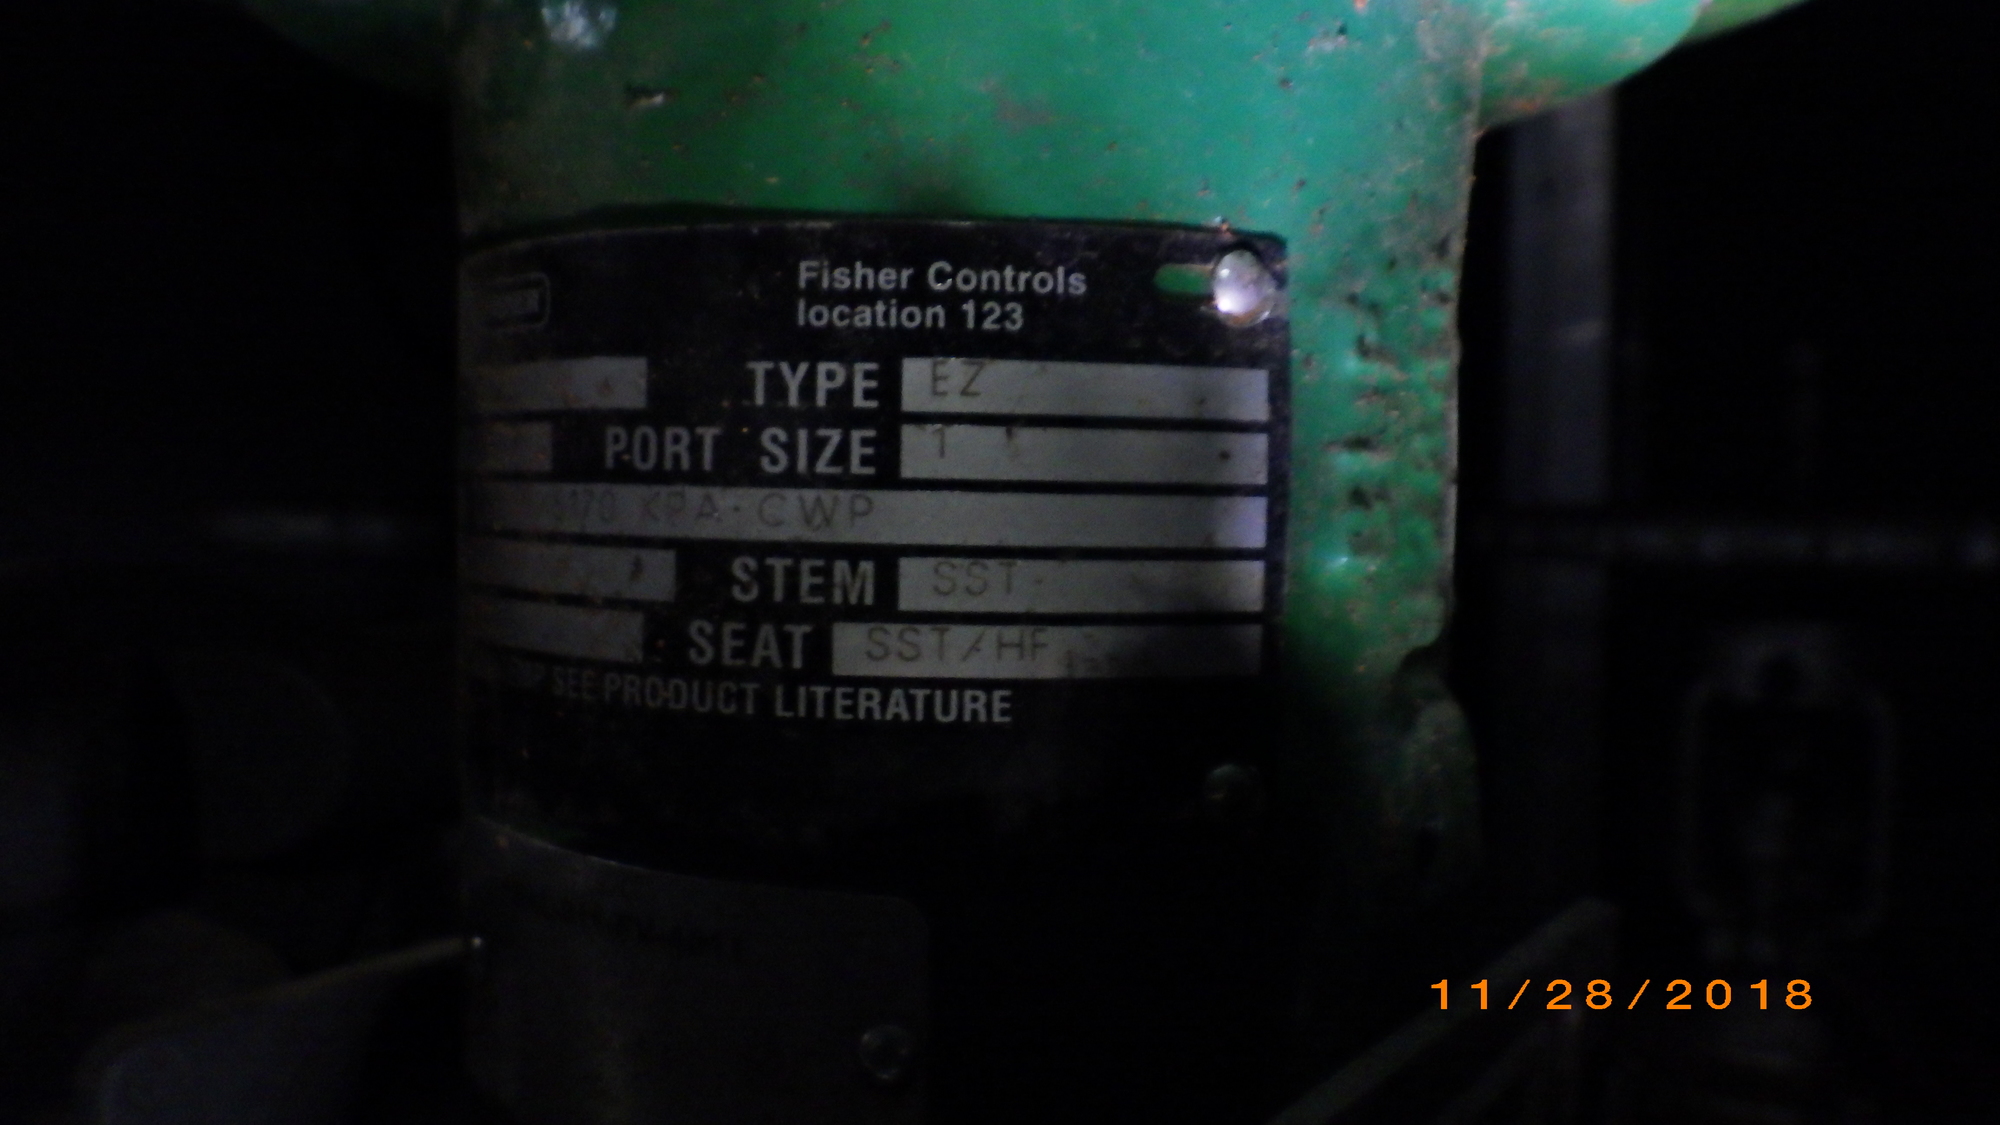 Fisher Controls
location 123
TYPE EZ
PORT SIZE 1
KPA·CWP
STEM SST
SEAT SST/HF
SEE PRODUCT LITERATURE
11/28/2018